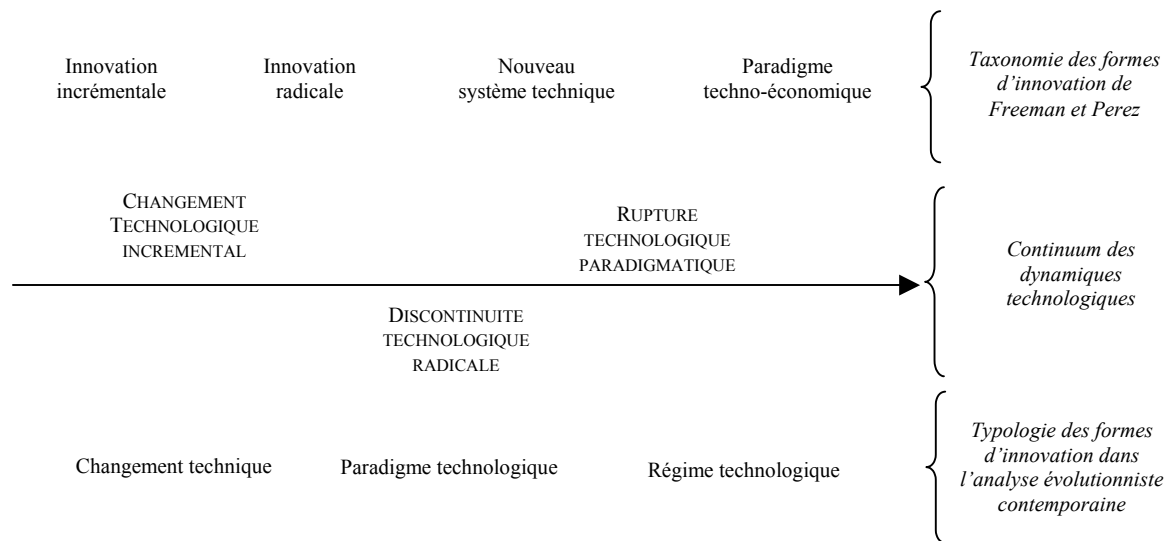 Innovation
incrémentale
Innovation
radicale
Nouveau
système technique
Paradigme
techno-économique
Taxonomie des formes
d’innovation de
Freeman et Perez
CHANGEMENT
TECHNOLOGIQUE
INCREMENTAL
RUPTURE
TECHNOLOGIQUE
PARADIGMATIQUE
Continuum des
dynamiques
technologiques
DISCONTINUITE
TECHNOLOGIQUE
RADICALE
Changement technique
Paradigme technologique
Régime technologique
Typologie des formes
d’innovation dans
l’analyse évolutionniste
contemporaine